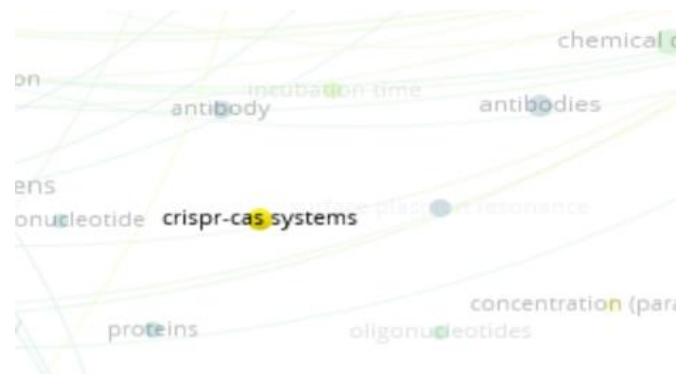 chemical
on
incubation time
antibody
antibodies
ens
onucleotide
crispr-cas systems
surface plasmon resonance
concentration (para
proteins
oligonucleotides